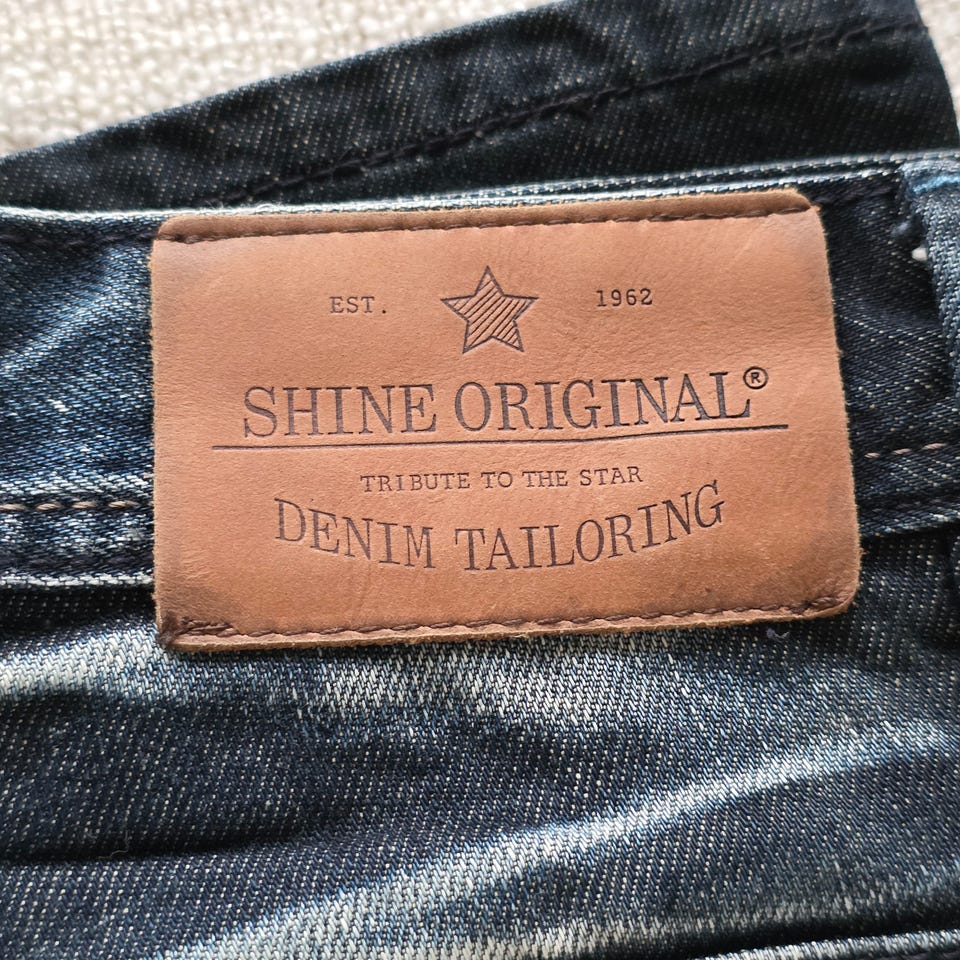 EST. 1962
SHINE ORIGINAL®
TRIBUTE TO THE STAR
DENIM TAILORING